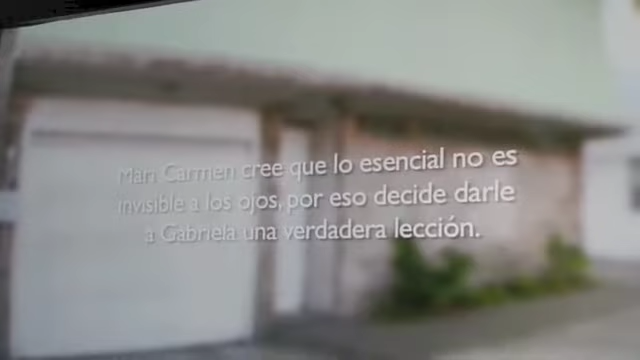 Mari Carmen cree que lo esencial no es
invisible a los ojos, por eso decide darle
a Gabriela una verdadera lección.